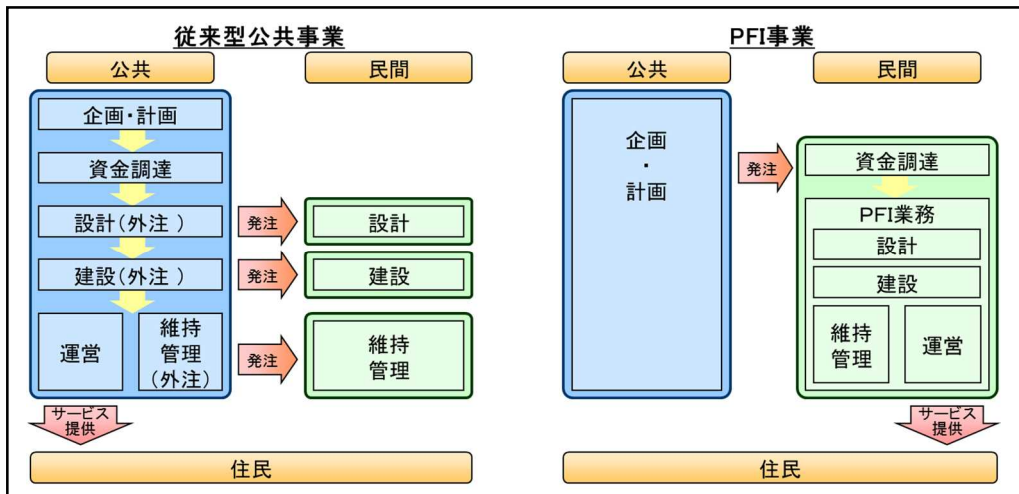 従来型公共事業
公共
民間
企画・計画
資金調達
設計(外注)
発注
設計
建設(外注)
発注
建設
運営
維持
管理
(外注)
発注
維持
管理
サービス
提供
住民
PFI事業
公共
民間
企画
・
計画
発注
資金調達
PFI業務
設計
建設
維持
管理
運営
サービス
提供
住民